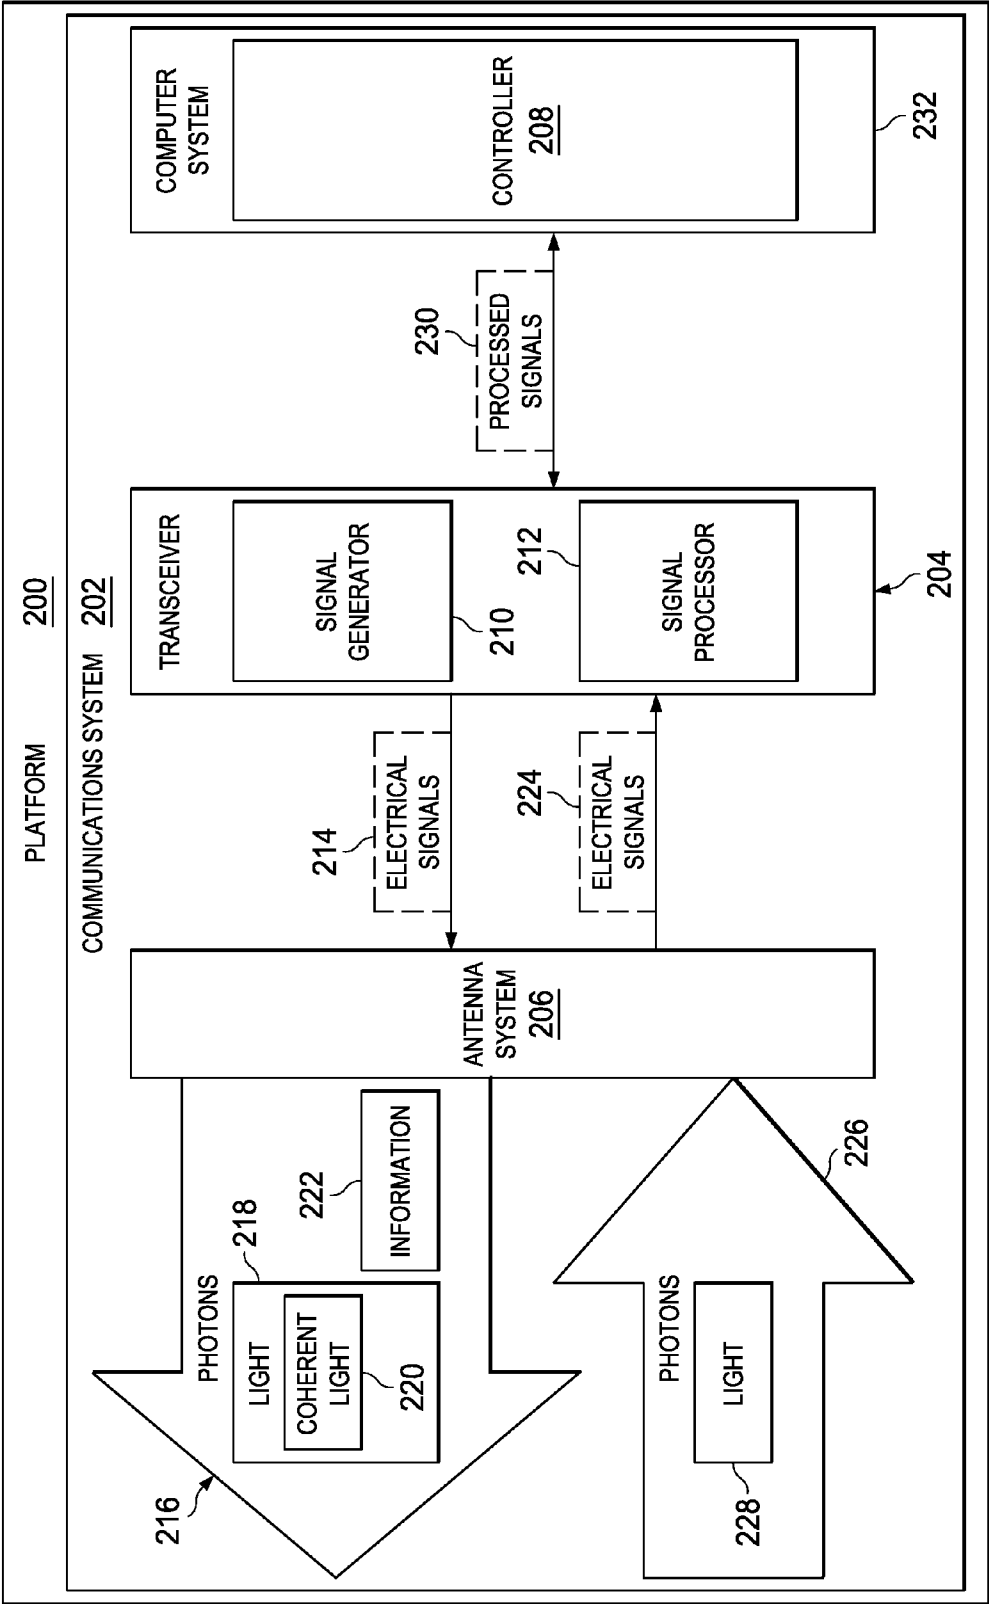 PLATFORM 200
COMMUNICATIONS SYSTEM 202
216
PHOTONS
218
LIGHT
COHERENT
LIGHT
220
222
INFORMATION
PHOTONS
LIGHT
228
226
ANTENNA
SYSTEM
206
214
ELECTRICAL
SIGNALS
224
ELECTRICAL
SIGNALS
TRANSCEIVER
SIGNAL
GENERATOR
210
212
SIGNAL
PROCESSOR
204
230
PROCESSED
SIGNALS
COMPUTER
SYSTEM
CONTROLLER
208
232